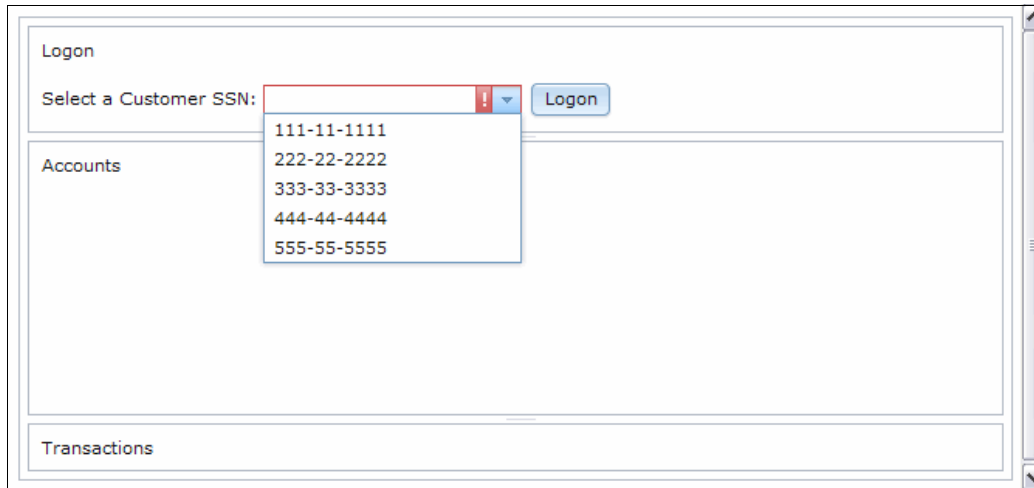 Logon
Select a Customer SSN: ! Logon
111-11-1111
222-22-2222
333-33-3333
444-44-4444
555-55-5555
Accounts
Transactions